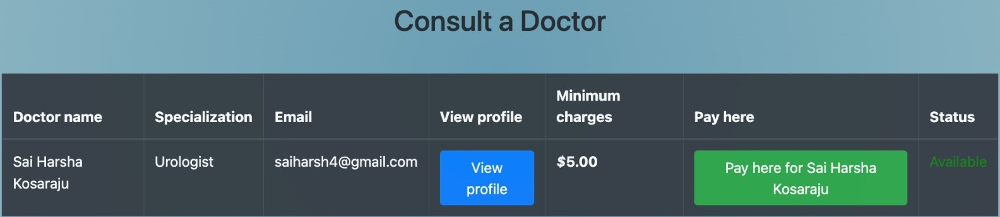 Consult a Doctor
Doctor name Specialization Email View profile Minimum charges Pay here Status
Sai Harsha Kosaraju Urologist saiharsh4@gmail.com View profile $5.00 Pay here for Sai Harsha Kosaraju Available